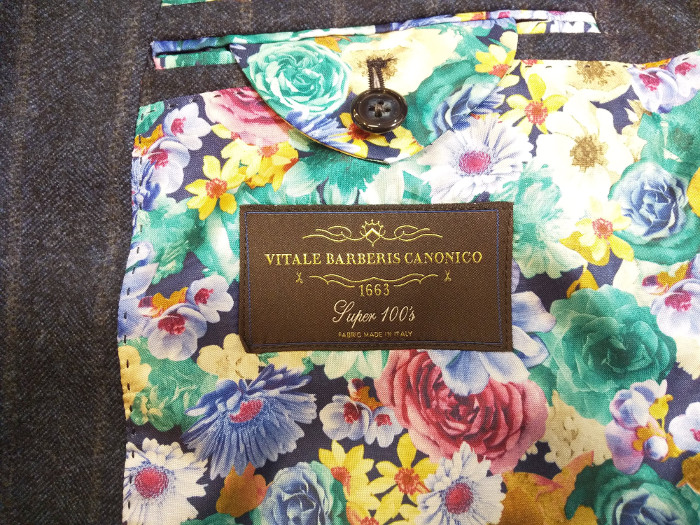 VITALE BARBERIS CANONICO
1663
Super 100's
FABRIC MADE IN ITALY